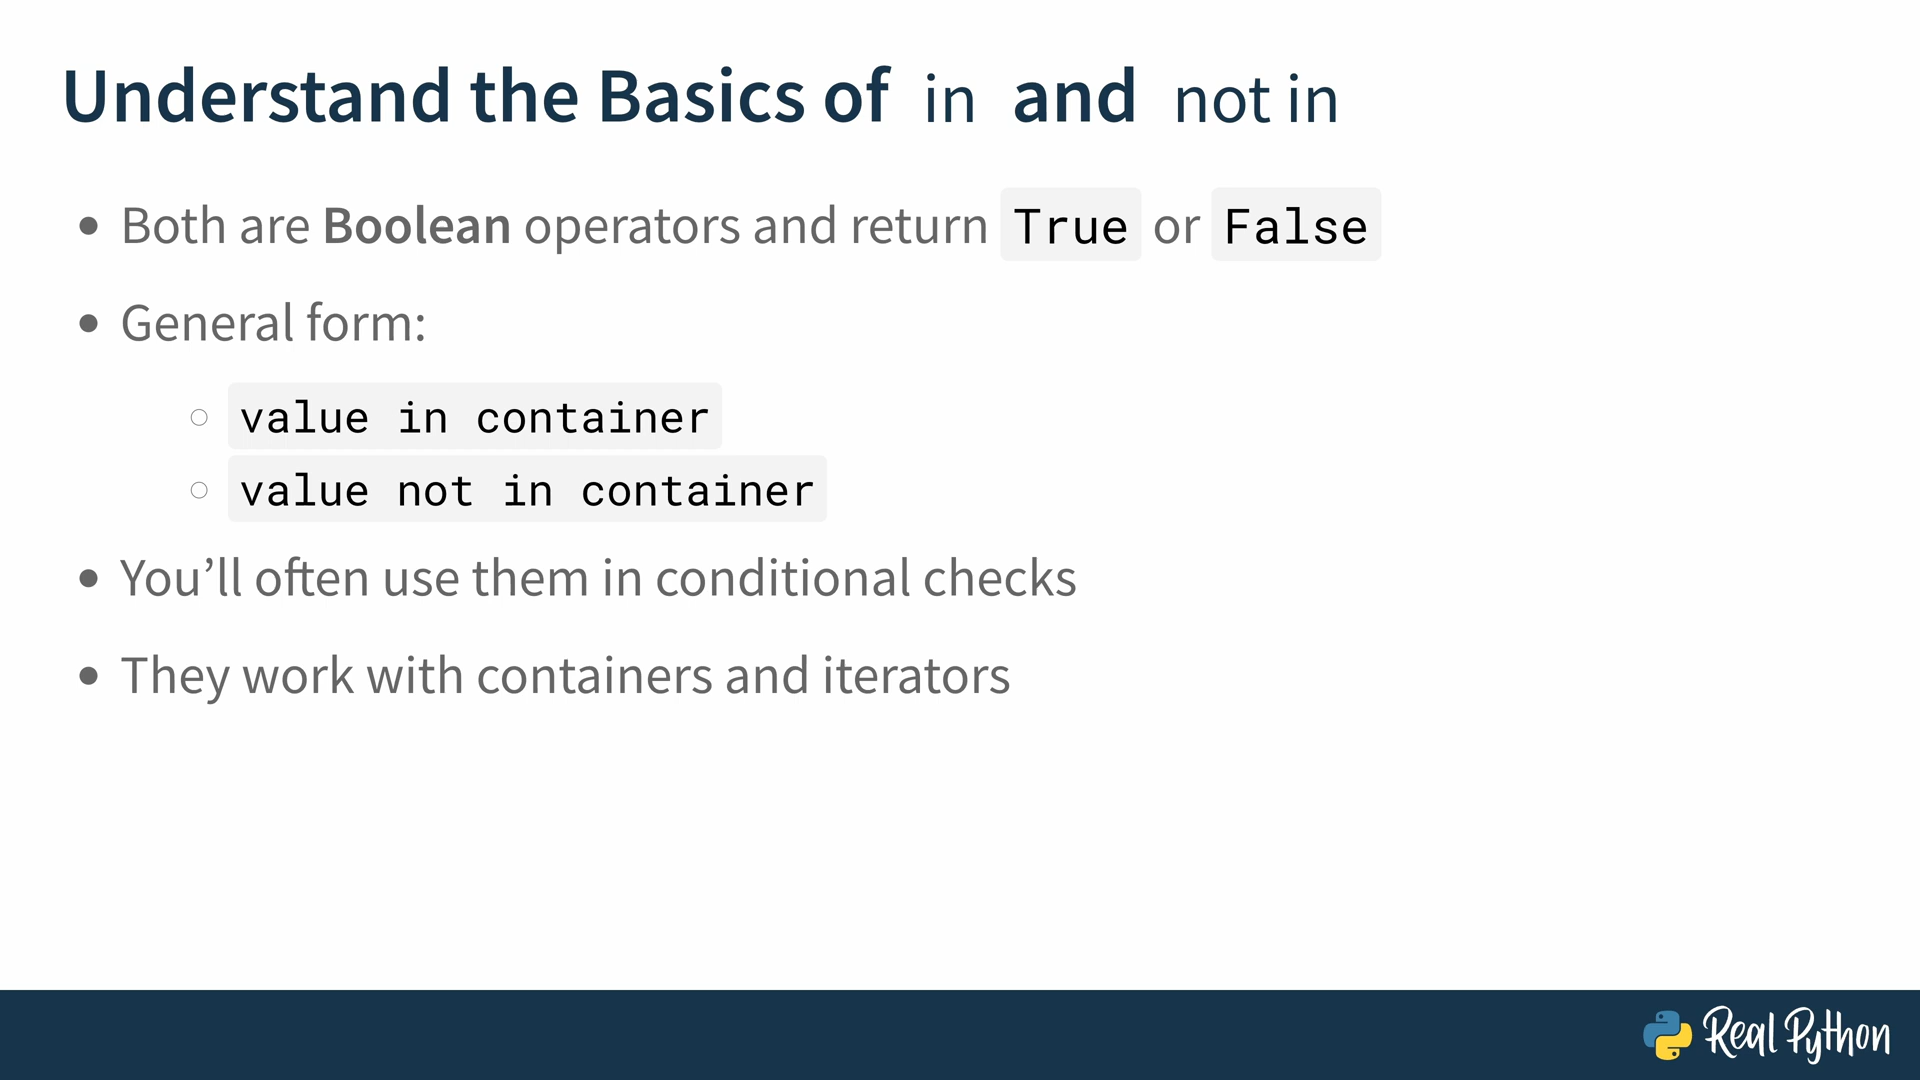 Understand the Basics of in and not in
Both are Boolean operators and return True or False
General form:
value in container
value not in container
You’ll often use them in conditional checks
They work with containers and iterators
Real Python